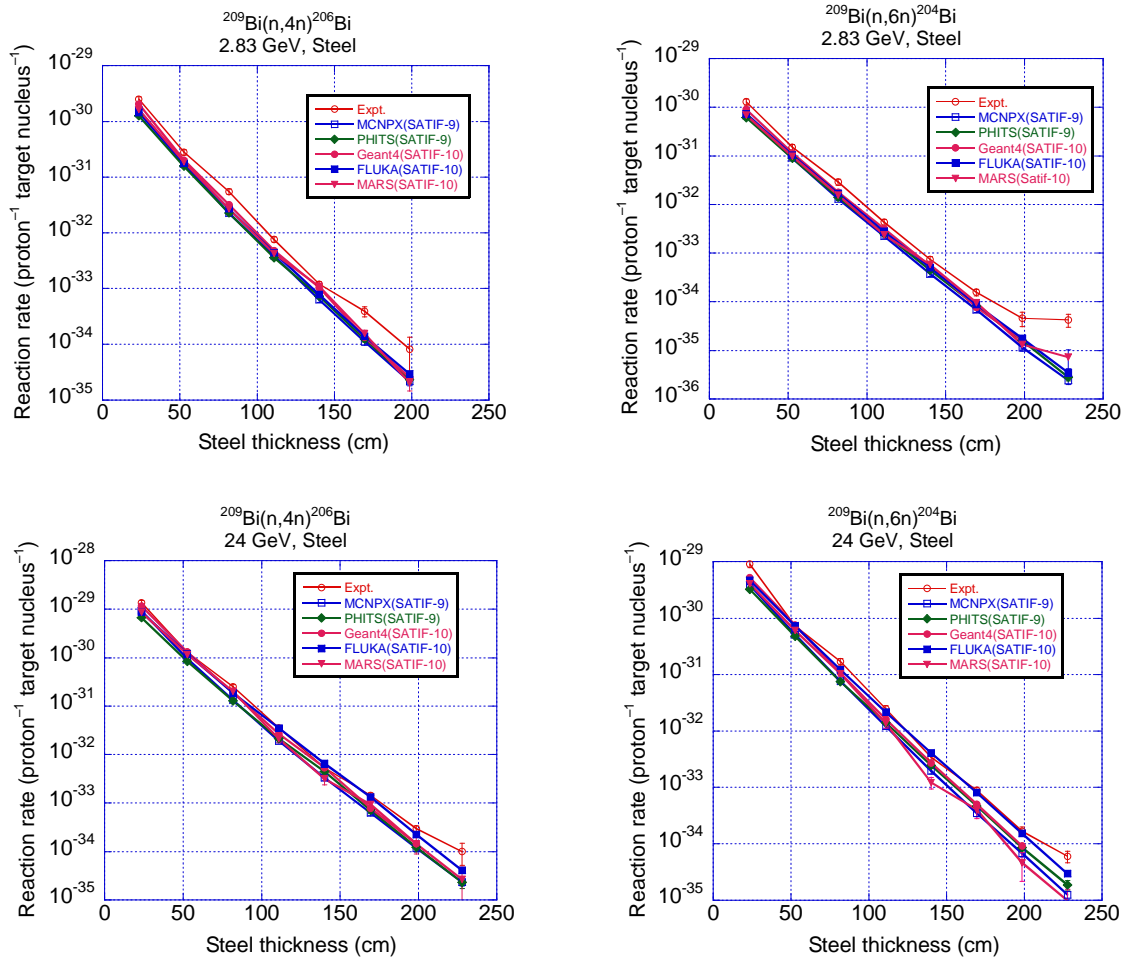 ²⁰⁹Bi(n,4n)²⁰⁶Bi
2.83 GeV, Steel
Reaction rate (proton⁻¹ target nucleus⁻¹)
10⁻²⁹
10⁻³⁰
10⁻³¹
10⁻³²
10⁻³³
10⁻³⁴
10⁻³⁵
Expt.
MCNPX(SATIF-9)
PHITS(SATIF-9)
Geant4(SATIF-10)
FLUKA(SATIF-10)
MARS(SATIF-10)
0 50 100 150 200 250
Steel thickness (cm)
²⁰⁹Bi(n,6n)²⁰⁴Bi
2.83 GeV, Steel
Reaction rate (proton⁻¹ target nucleus⁻¹)
10⁻²⁹
10⁻³⁰
10⁻³¹
10⁻³²
10⁻³³
10⁻³⁴
10⁻³⁵
10⁻³⁶
Expt.
MCNPX(SATIF-9)
PHITS(SATIF-9)
Geant4(SATIF-10)
FLUKA(SATIF-10)
MARS(Satif-10)
0 50 100 150 200 250
Steel thickness (cm)
²⁰⁹Bi(n,4n)²⁰⁶Bi
24 GeV, Steel
Reaction rate (proton⁻¹ target nucleus⁻¹)
10⁻²⁸
10⁻²⁹
10⁻³⁰
10⁻³¹
10⁻³²
10⁻³³
10⁻³⁴
10⁻³⁵
Expt.
MCNPX(SATIF-9)
PHITS(SATIF-9)
Geant4(SATIF-10)
FLUKA(SATIF-10)
MARS(SATIF-10)
0 50 100 150 200 250
Steel thickness (cm)
²⁰⁹Bi(n,6n)²⁰⁴Bi
24 GeV, Steel
Reaction rate (proton⁻¹ target nucleus⁻¹)
10⁻²⁹
10⁻³⁰
10⁻³¹
10⁻³²
10⁻³³
10⁻³⁴
10⁻³⁵
Expt.
MCNPX(SATIF-9)
PHITS(SATIF-9)
Geant4(SATIF-10)
FLUKA(SATIF-10)
MARS(SATIF-10)
0 50 100 150 200 250
Steel thickness (cm)